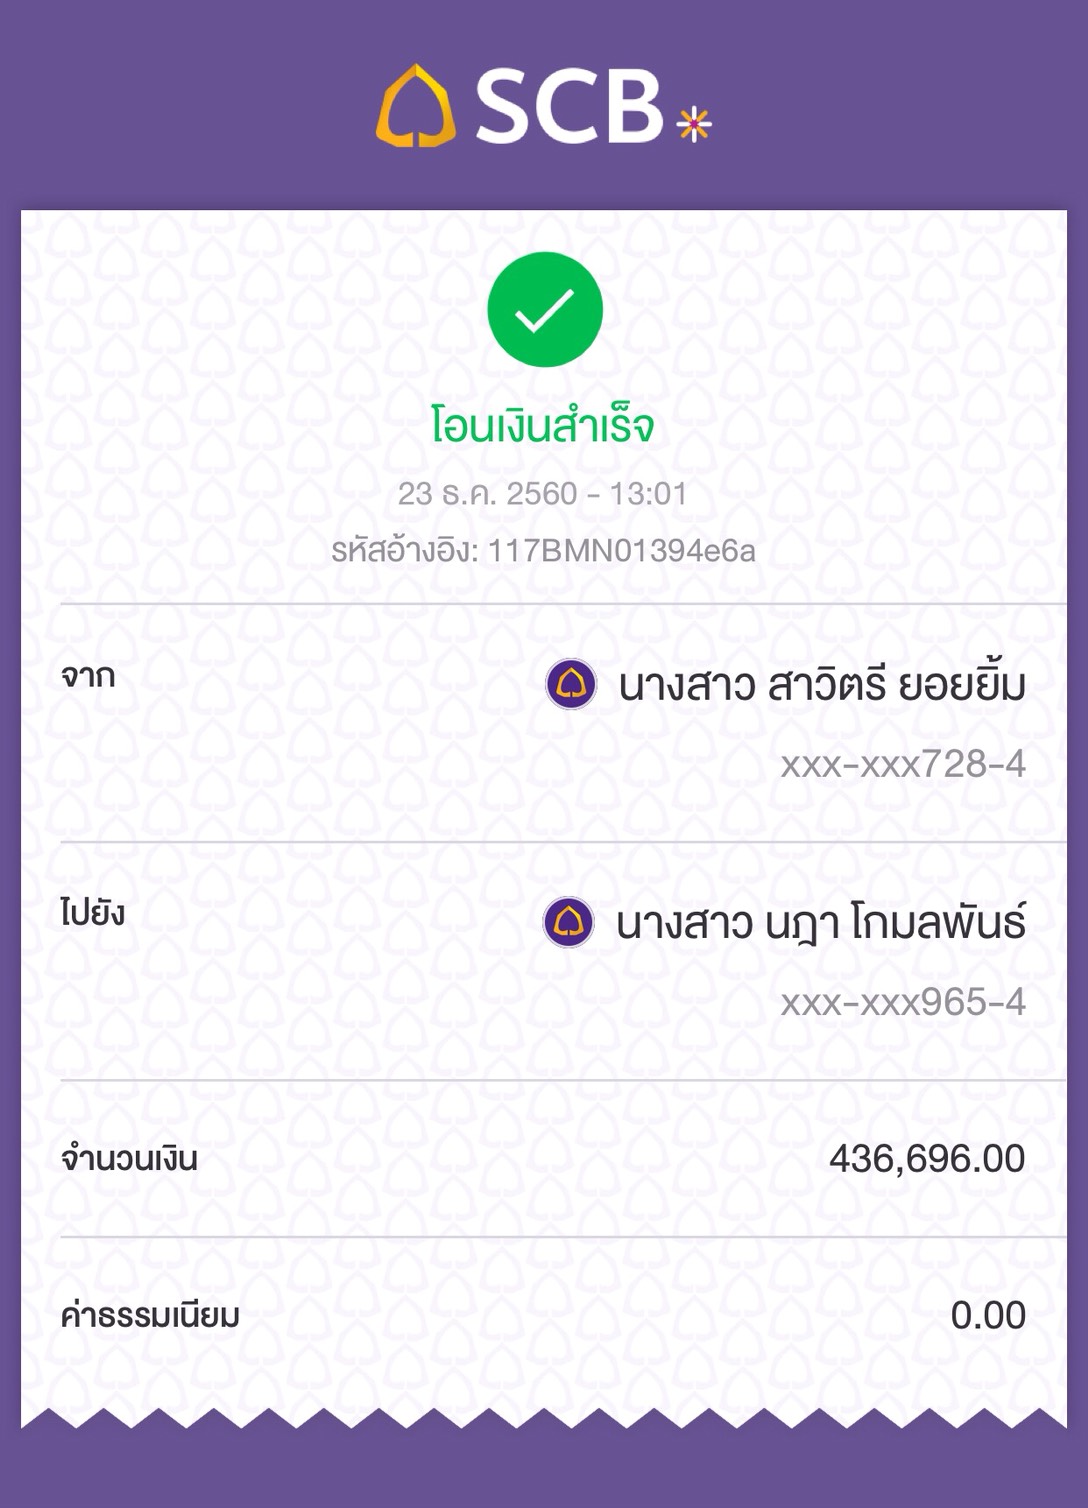 SCB
โอนเงินสำเร็จ
23 ธ.ค. 2560 - 13:01
รหัสอ้างอิง: 117BMN01394e6a
จาก
นางสาว สาวิตรี ยอยยิ้ม
xxx-xxx728-4
ไปยัง
นางสาว นฎา โกมลพันธ์
xxx-xxx965-4
จำนวนเงิน 436,696.00
ค่าธรรมเนียม 0.00